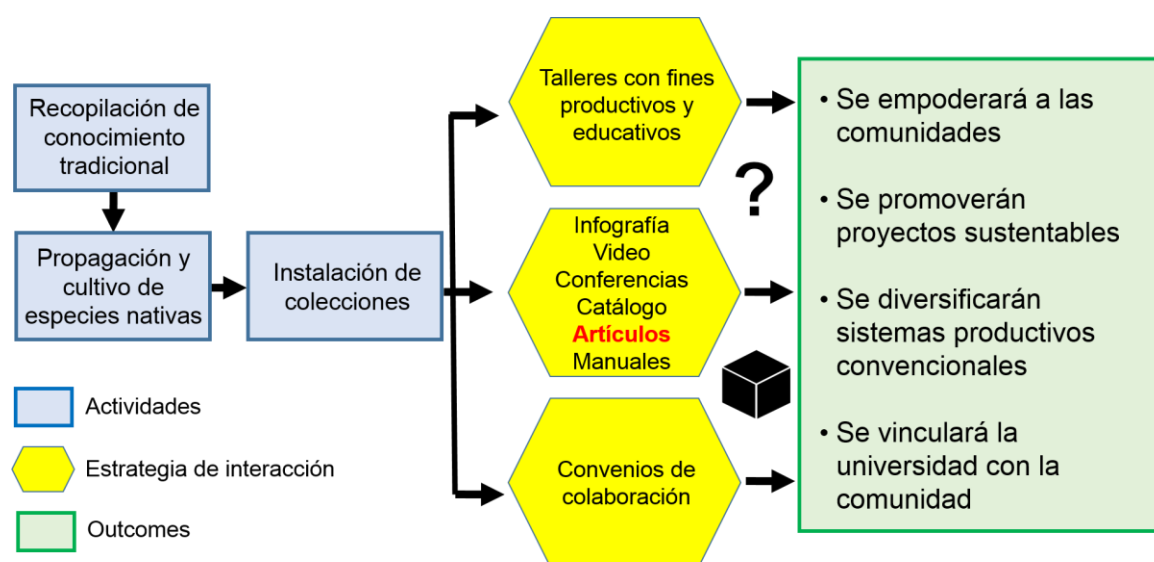 Recopilación de
conocimiento
tradicional
Propagación y
cultivo de
especies nativas
Instalación de
colecciones
Talleres con fines
productivos y
educativos
?
Infografía
Video
Conferencias
Catálogo
Artículos
Manuales
Convenios de
colaboración
• Se empoderará a las
comunidades
• Se promoverán
proyectos sustentables
• Se diversificarán
sistemas productivos
convencionales
• Se vinculará la
universidad con la
comunidad
Actividades
Estrategia de interacción
Outcomes